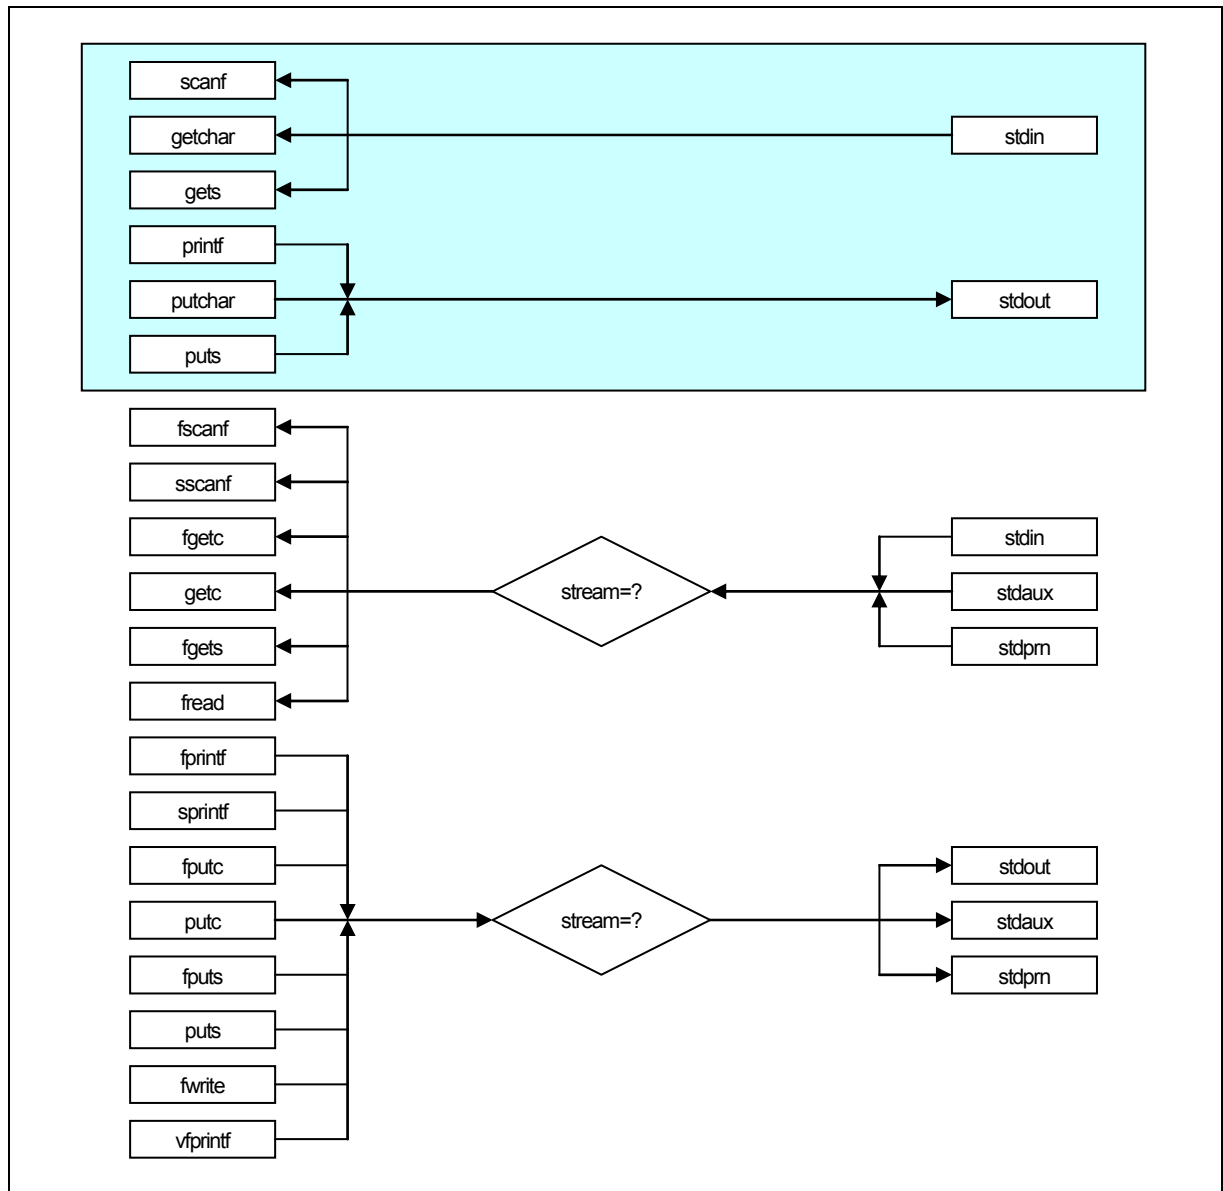 scanf
getchar
stdin
gets
printf
putchar
stdout
puts
fscanf
sscanf
fgetc
stdin
getc
stream=?
stdaux
fgets
stdprn
fread
fprintf
sprintf
fputc
stdout
putc
stream=?
stdaux
fputs
stdprn
puts
fwrite
vfprintf